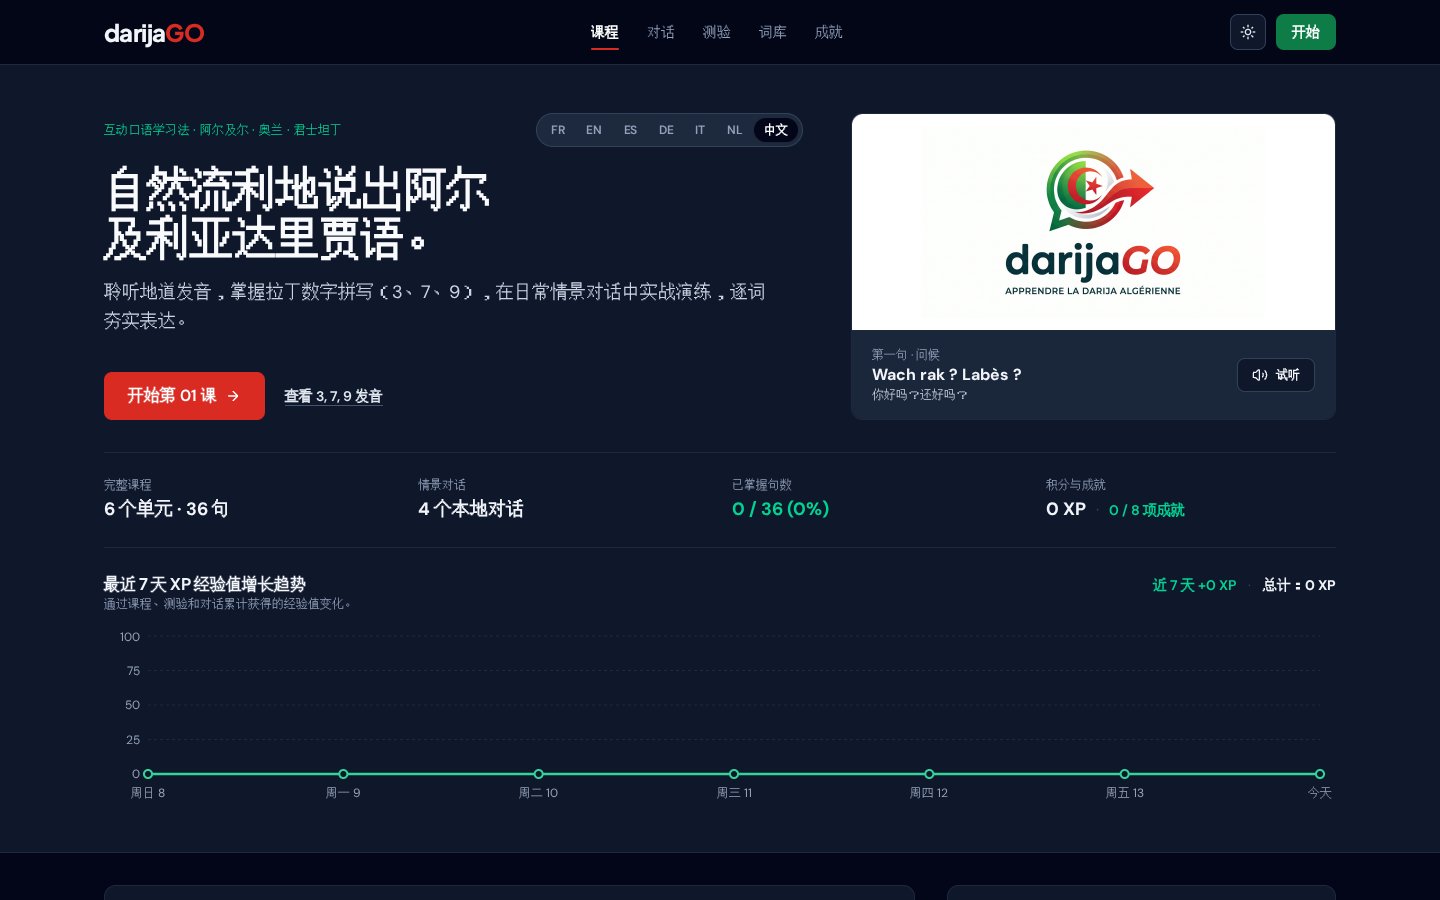 darijaGO
课程
对话
测验
词库
成就
开始
互动口语学习法 · 阿尔及尔 · 奥兰 · 君士坦丁
FR EN ES DE IT NL 中文
自然流利地说出阿尔
及利亚达里贾语。
聆听地道发音，掌握拉丁数字拼写（3、7、9），在日常情景对话中实战演练，逐词
夯实表达。
开始第 01 课 →
查看 3, 7, 9 发音
darijaGO
APPRENDRE LA DARIJA ALGÉRIENNE
第一句 · 问候
Wach rak ? Labès ?
你好吗？还好吗？
试听
完整课程
6 个单元 · 36 句
情景对话
4 个本地对话
已掌握句数
0 / 36 (0%)
积分与成就
0 XP · 0 / 8 项成就
最近 7 天 XP 经验值增长趋势
通过课程、测验和对话累计获得的经验值变化。
近 7 天 +0 XP · 总计：0 XP
100
75
50
25
0
周日 8
周一 9
周二 10
周三 11
周四 12
周五 13
今天